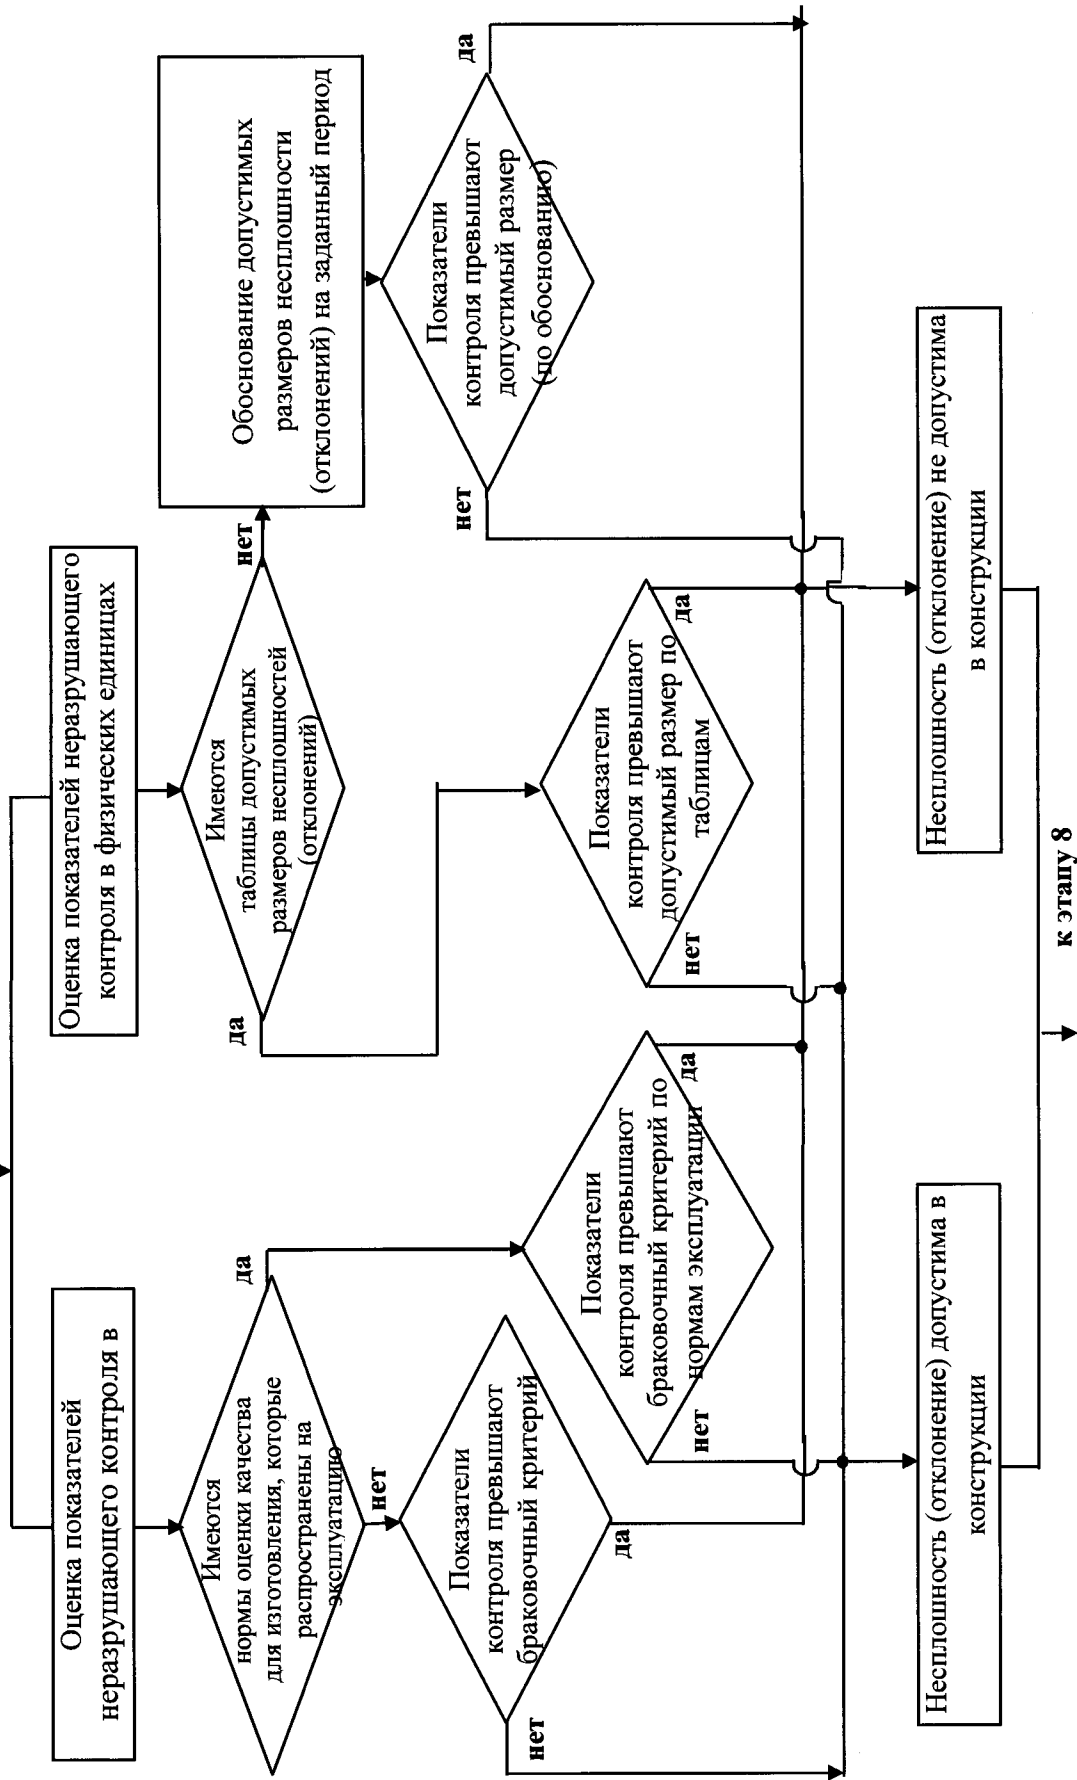 Оценка показателей
неразрушающего контроля в
Оценка показателей неразрушающего
контроля в физических единицах
Имеются
нормы оценки качества
для изготовления, которые
распространены на
эксплуатацию
да
нет
Имеются
таблицы допустимых
размеров несплошностей
(отклонений)
да
нет
Обоснование допустимых
размеров несплошности
(отклонений) на заданный период
Показатели
контроля превышают
браковочный критерий
нет
да
Показатели
контроля превышают
браковочный критерий по
нормам эксплуатации
нет
да
Показатели
контроля превышают
допустимый размер по
таблицам
нет
да
Показатели
контроля превышают
допустимый размер
(по обоснованию)
нет
да
Несплошность (отклонение) допустима в
конструкции
Несплошность (отклонение) не допустима
в конструкции
к этапу 8